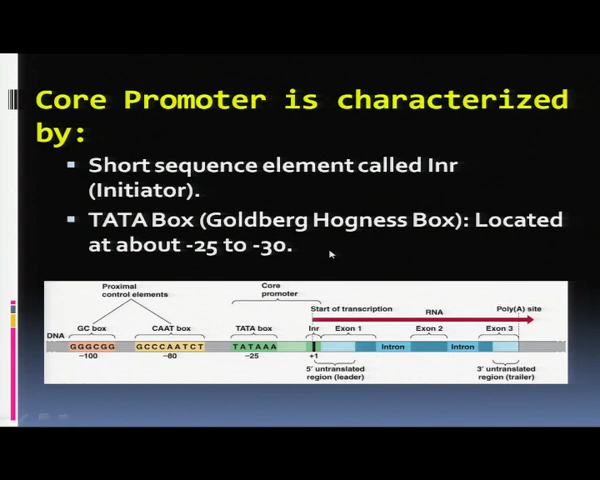 Core Promoter is characterized
by:
Short sequence element called Inr
(Initiator).
TATA Box (Goldberg Hogness Box): Located
at about -25 to -30.
Proximal
control elements
Core
promoter
Start of transcription
RNA
Poly(A) site
DNA
GC box
CAAT box
TATA box
Inr
Exon 1
Exon 2
Exon 3
GGGCGG
GCCCAATCT
TATAAA
Intron
Intron
−100
−80
−25
+1
5' untranslated
region (leader)
3' untranslated
region (trailer)